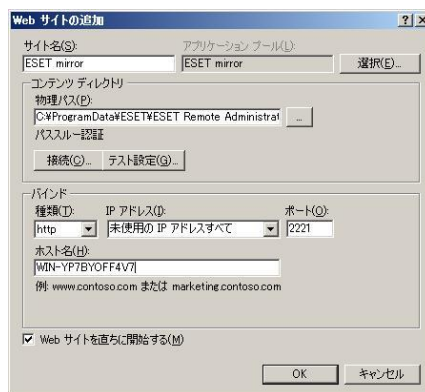 Web サイトの追加
サイト名(S):
アプリケーション プール(L):
ESET mirror
ESET mirror
選択(E)...
コンテンツ ディレクトリ
物理パス(P):
C:¥ProgramData¥ESET¥ESET Remote Administrat
...
パススルー認証
接続(C)...
テスト設定(G)...
バインド
種類(T):
IP アドレス(I):
ポート(O):
http
未使用の IP アドレスすべて
2221
ホスト名(H):
WIN-YP7BYOFF4V7
例: www.contoso.com または marketing.contoso.com
Web サイトを直ちに開始する(M)
OK
キャンセル